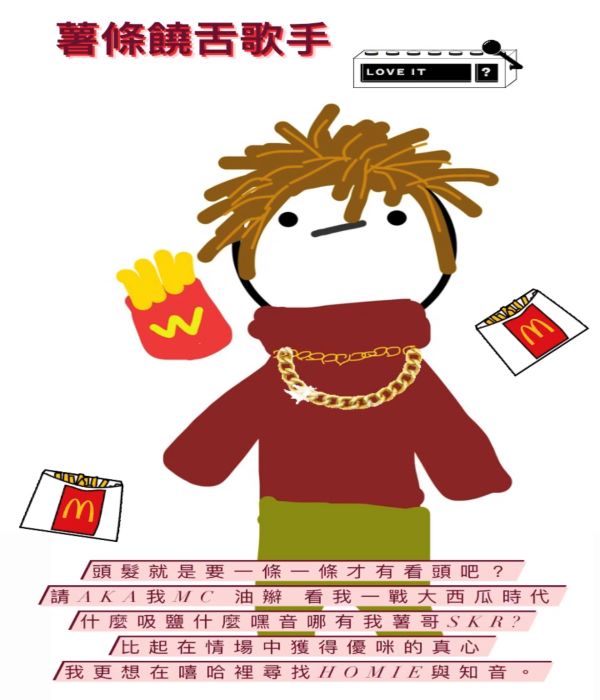 薯條饒舌歌手
LOVE IT ?
W
M
M
頭髮就是要一條一條才有看頭吧？
請AKA我MC 油辮 看我一戰大西瓜時代
什麼吸鹽什麼嘿音哪有我薯哥SKR?
比起在情場中獲得優咪的真心
我更想在嘻哈裡尋找HOMIE與知音。